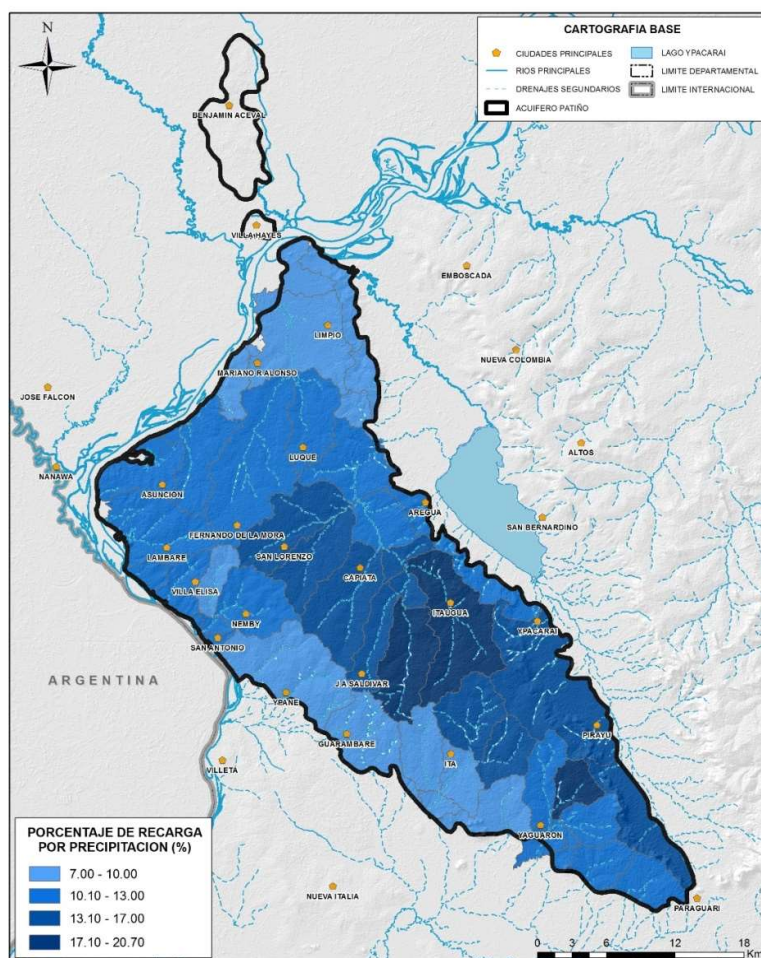 N
CARTOGRAFIA BASE
CIUDADES PRINCIPALES
RIOS PRINCIPALES
DRENAJES SEGUNDARIOS
ACUIFERO PATIÑO
LAGO YPACARAI
LIMITE DEPARTAMENTAL
LIMITE INTERNACIONAL
BENJAMIN ACEVAL
VILLA HAYES
EMBOSCADA
LIMPIO
NUEVA COLOMBIA
MARIANO R ALONSO
JOSE FALCON
ALTOS
LUQUE
NANAWA
ASUNCION
AREGUA
SAN BERNARDINO
FERNANDO DE LA MORA
LAMBARE
SAN LORENZO
CAPIATA
VILLA ELISA
ITAUGUA
NEMBY
YPACARAI
SAN ANTONIO
ARGENTINA
J.A SALDIVAR
YPANE
PIRAYU
GUARAMBARE
ITA
VILLETA
YAGUARON
NUEVA ITALIA
PARAGUARI
PORCENTAJE DE RECARGA
POR PRECIPITACION (%)
7.00 - 10.00
10.10 - 13.00
13.10 - 17.00
17.10 - 20.70
0 3 6 12 18
Km